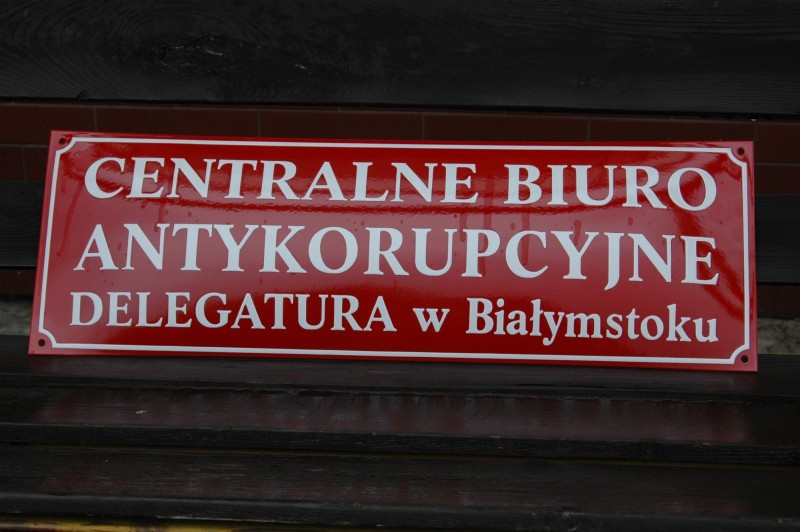 CENTRALNE BIURO
ANTYKORUPCYJNE
DELEGATURA w Białymstoku